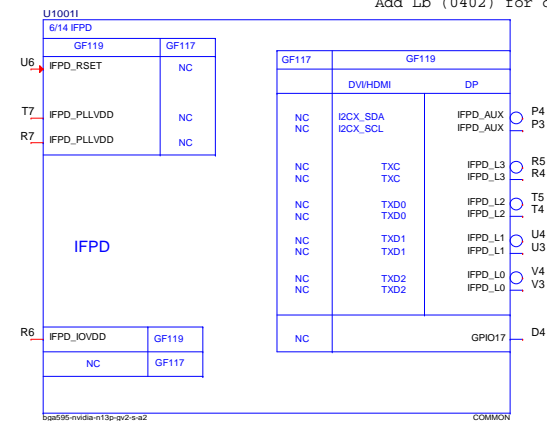 Add Lb (0402) for
U1001I
6/14 IFPD
GF119 GF117
U6 IFPD_RSET NC
T7 IFPD_PLLVDD NC
R7 IFPD_PLLVDD NC
IFPD
R6 IFPD_IOVDD GF119
NC GF117
GF117 GF119
DVI/HDMI DP
NC I2CX_SDA IFPD_AUX P4
NC I2CX_SCL IFPD_AUX P3
NC TXC IFPD_L3 R5
NC TXC IFPD_L3 R4
NC TXD0 IFPD_L2 T5
NC TXD0 IFPD_L2 T4
NC TXD1 IFPD_L1 U4
NC TXD1 IFPD_L1 U3
NC TXD2 IFPD_L0 V4
NC TXD2 IFPD_L0 V3
NC GPIO17 D4
bga595-nvidia-n13p-gv2-s-a2 COMMON